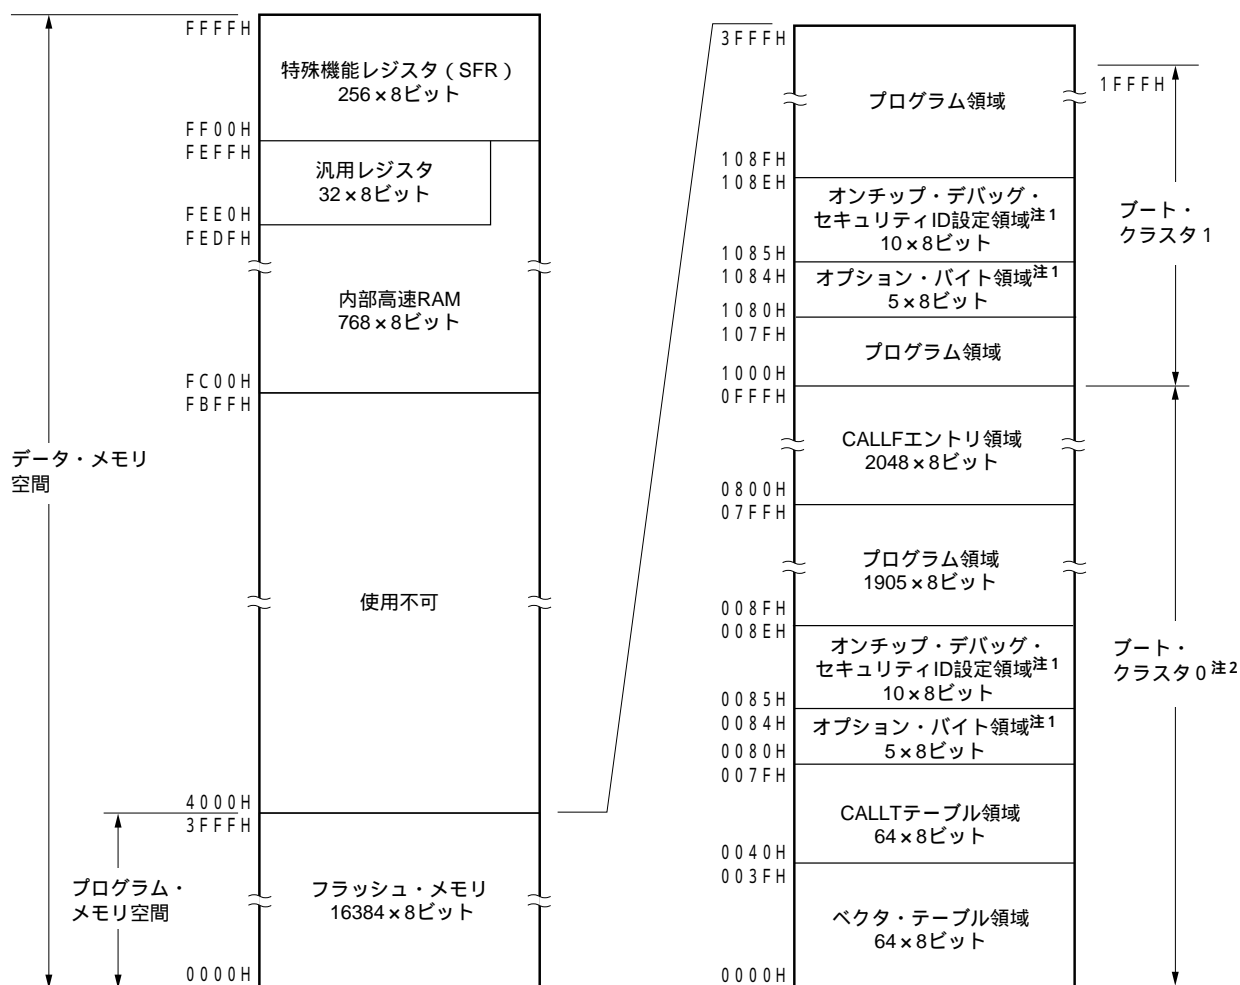 FFFFH
特殊機能レジスタ（SFR）
256×8ビット
FF00H
FEFFH
汎用レジスタ
32×8ビット
FEE0H
FEDFH
内部高速RAM
768×8ビット
FC00H
FBFFH
データ・メモリ
空間
使用不可
4000H
3FFFH
プログラム・
メモリ空間
フラッシュ・メモリ
16384×8ビット
0000H
3FFFH
プログラム領域
108FH
108EH
オンチップ・デバッグ・
セキュリティID設定領域注1
10×8ビット
1085H
1084H
オプション・バイト領域注1
5×8ビット
1080H
107FH
プログラム領域
1000H
0FFFH
CALLFエントリ領域
2048×8ビット
0800H
07FFH
プログラム領域
1905×8ビット
008FH
008EH
オンチップ・デバッグ・
セキュリティID設定領域注1
10×8ビット
0085H
0084H
オプション・バイト領域注1
5×8ビット
0080H
007FH
CALLTテーブル領域
64×8ビット
0040H
003FH
ベクタ・テーブル領域
64×8ビット
0000H
1FFFH
ブート・
クラスタ1
ブート・
クラスタ0注2